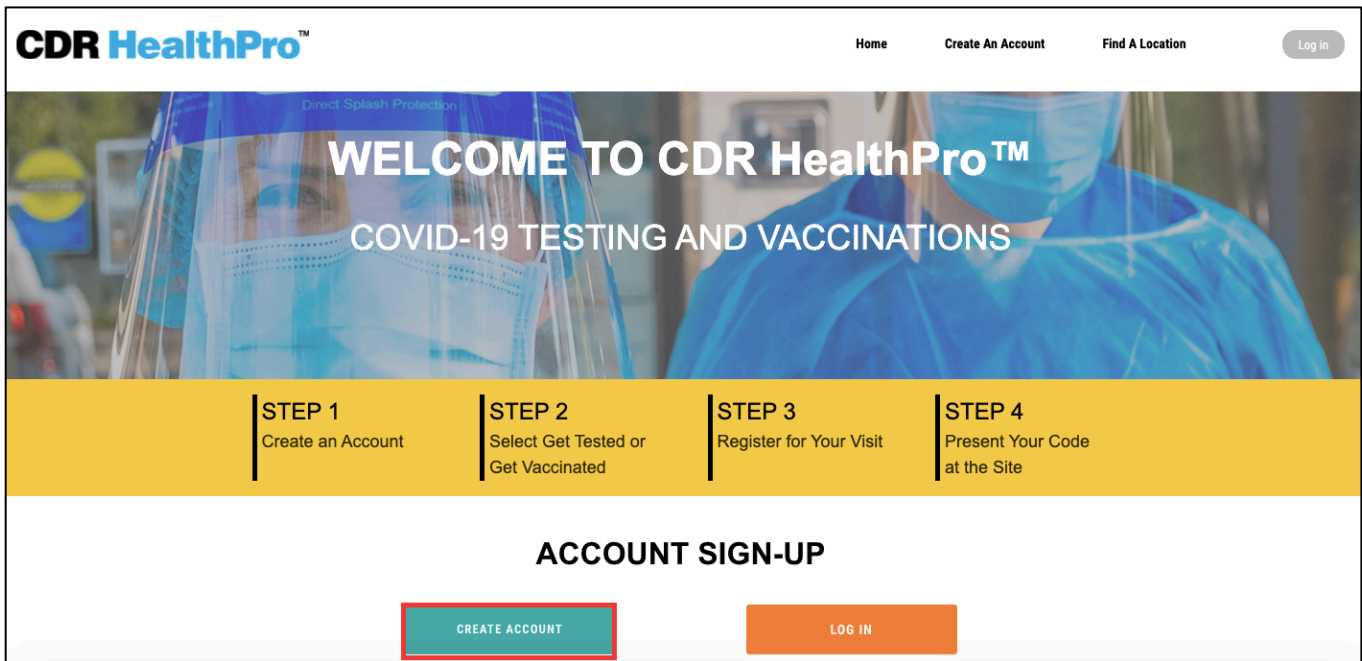 CDR HealthPro™
Home Create An Account Find A Location Log in
Direct Splash Protection
WELCOME TO CDR HealthPro™
COVID-19 TESTING AND VACCINATIONS
STEP 1
Create an Account
STEP 2
Select Get Tested or
Get Vaccinated
STEP 3
Register for Your Visit
STEP 4
Present Your Code
at the Site
ACCOUNT SIGN-UP
CREATE ACCOUNT
LOG IN